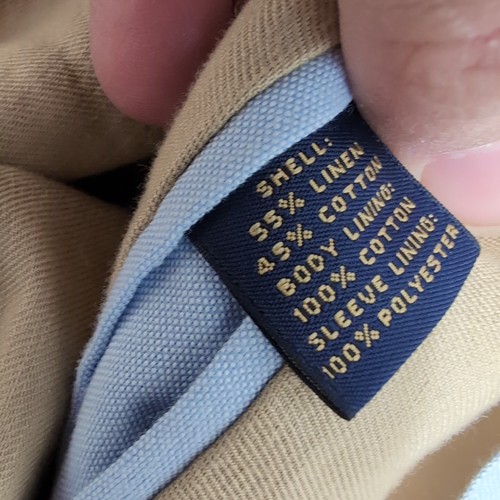 SHELL:
55% LINEN
45% COTTON
BODY LINING:
100% COTTON
SLEEVE LINING:
100% POLYESTER